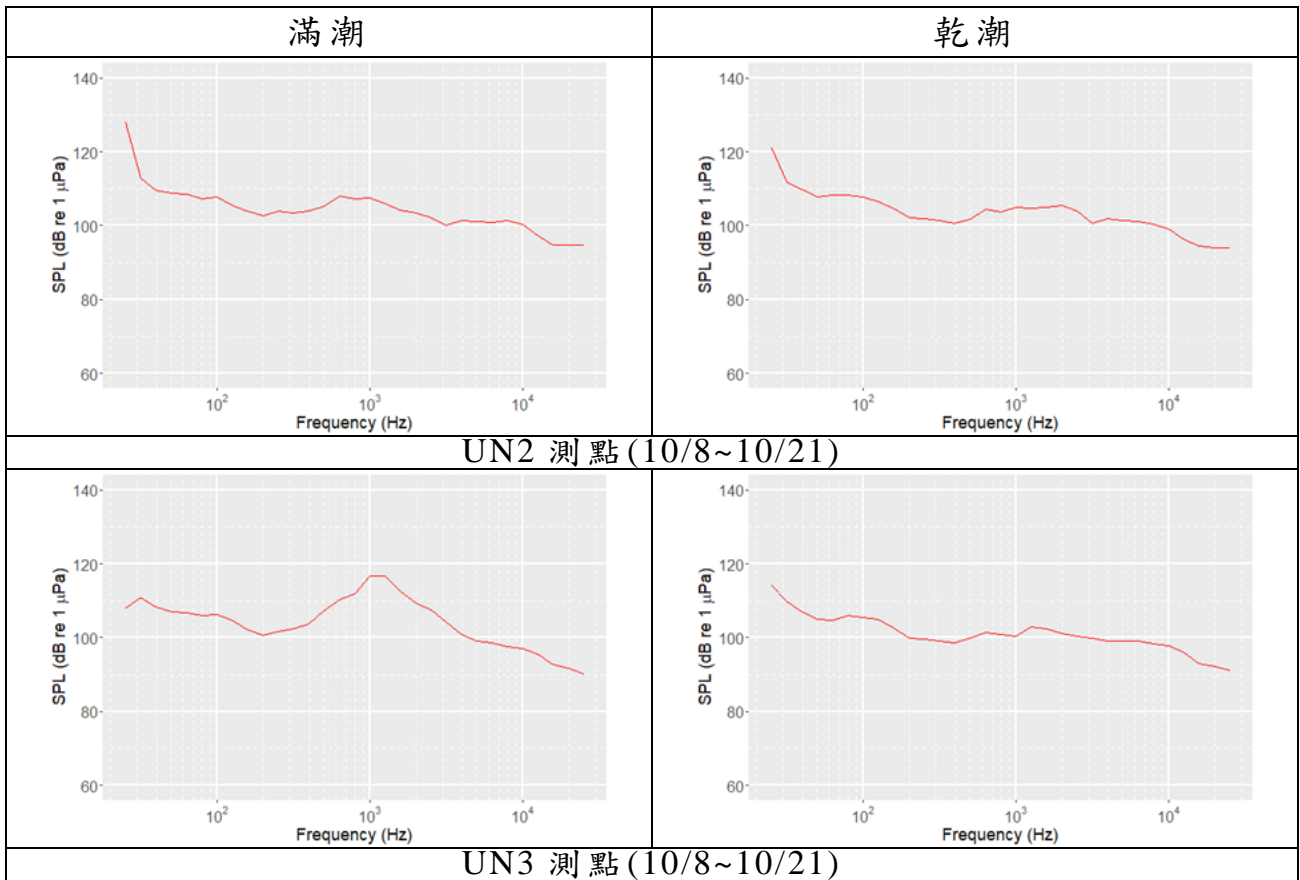 滿潮
乾潮
140
120
100
80
60
SPL (dB re 1 μPa)
10²
10³
10⁴
Frequency (Hz)
140
120
100
80
60
SPL (dB re 1 μPa)
10²
10³
10⁴
Frequency (Hz)
UN2 測點(10/8~10/21)
140
120
100
80
60
SPL (dB re 1 μPa)
10²
10³
10⁴
Frequency (Hz)
140
120
100
80
60
SPL (dB re 1 μPa)
10²
10³
10⁴
Frequency (Hz)
UN3 測點(10/8~10/21)